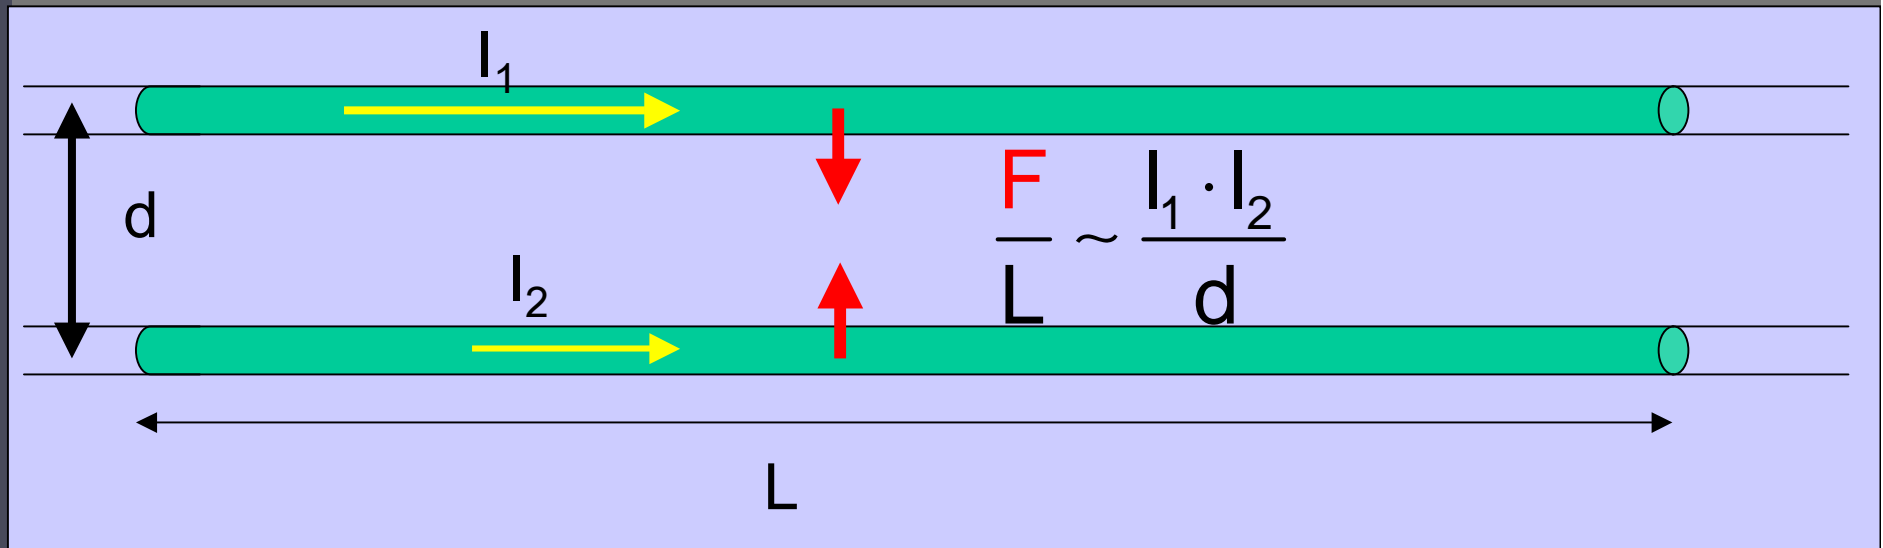 I₁
d
F/L ~ I₁ · I₂/d
I₂
L